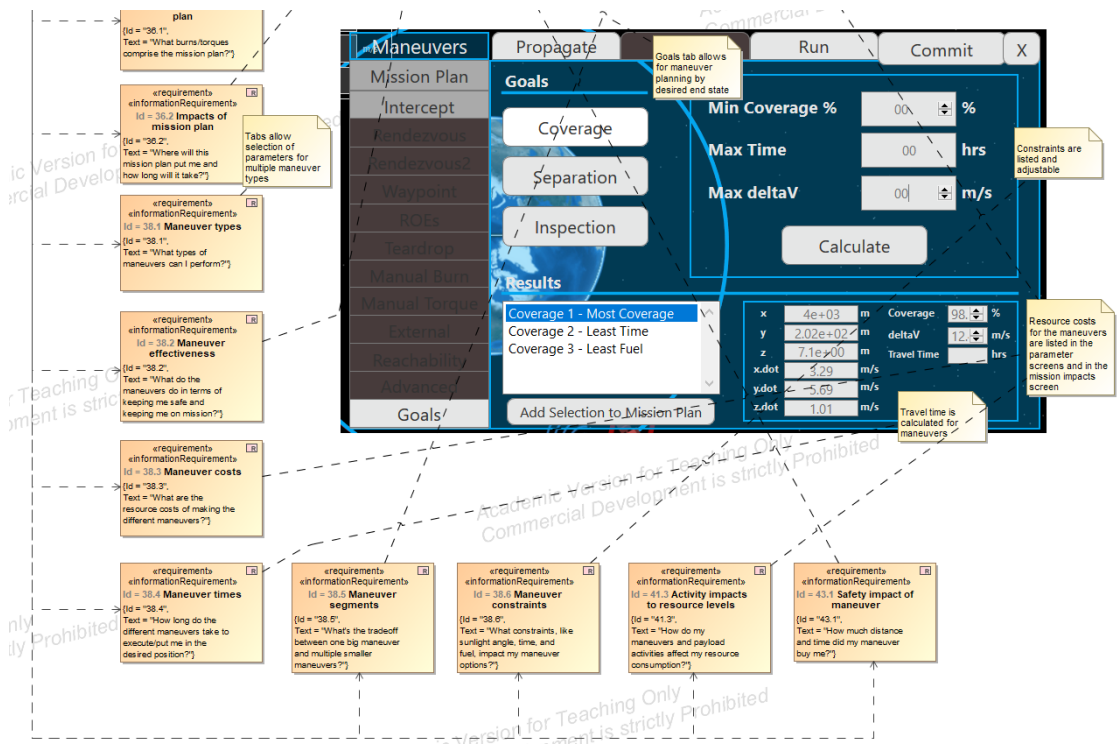 plan
{Id = "36.1",
Text = "What burns/torques
comprise the mission plan?"}
«requirement»
R
«informationRequirement»
Id = 36.2 Impacts of
mission plan
{Id = "36.2",
Text = "Where will this
mission plan put me and
how long will it take?"}
Tabs allow
selection of
parameters for
multiple maneuver
types
«requirement»
R
«informationRequirement»
Id = 38.1 Maneuver types
{Id = "38.1",
Text = "What types of
maneuvers can I perform?"}
«requirement»
R
«informationRequirement»
Id = 38.2 Maneuver
effectiveness
{Id = "38.2",
Text = "What do the
maneuvers do in terms of
keeping me safe and
keeping me on mission?"}
«requirement»
R
«informationRequirement»
Id = 38.3 Maneuver costs
{Id = "38.3",
Text = "What are the
resource costs of making the
different maneuvers?"}
Maneuvers
Propagate
Run
Commit
X
Goals tab allows
for maneuver
planning by
desired end state
Mission Plan
Intercept
Rendezvous
Rendezvous2
Waypoint
ROEs
Teardrop
Manual Burn
Manual Torque
External
Reachability
Advanced
Goals
Goals
Coverage
Separation
Inspection
Min Coverage % 00 %
Max Time 00 hrs
Max deltaV 00 m/s
Calculate
Results
Coverage 1 - Most Coverage
Coverage 2 - Least Time
Coverage 3 - Least Fuel
Add Selection to Mission Plan
x 4e+03 m Coverage 98. %
y 2.02e+02 m deltaV 12. m/s
z 7.1e+00 m Travel Time hrs
x.dot 3.29 m/s
y.dot 5.69 m/s
z.dot 1.01 m/s
Constraints are
listed and
adjustable
Resource costs
for the maneuvers
are listed in the
parameter
screens and in the
mission impacts
screen
Travel time is
calculated for
maneuvers
Academic Version for Teaching Only
Commercial Development is strictly Prohibited
«requirement»
R
«informationRequirement»
Id = 38.4 Maneuver times
{Id = "38.4",
Text = "How long do the
different maneuvers take to
execute/put me in the
desired position?"}
«requirement»
R
«informationRequirement»
Id = 38.5 Maneuver
segments
{Id = "38.5",
Text = "What's the tradeoff
between one big maneuver
and multiple smaller
maneuvers?"}
«requirement»
R
«informationRequirement»
Id = 38.6 Maneuver
constraints
{Id = "38.6",
Text = "What constraints, like
sunlight angle, time, and
fuel, impact my maneuver
options?"}
«requirement»
R
«informationRequirement»
Id = 41.3 Activity impacts
to resource levels
{Id = "41.3",
Text = "How do my
maneuvers and payload
activities affect my resource
consumption?"}
«requirement»
R
«informationRequirement»
Id = 43.1 Safety impact of
maneuver
{Id = "43.1",
Text = "How much distance
and time did my maneuver
buy me?"}
Version for Teaching Only
is strictly Prohibited